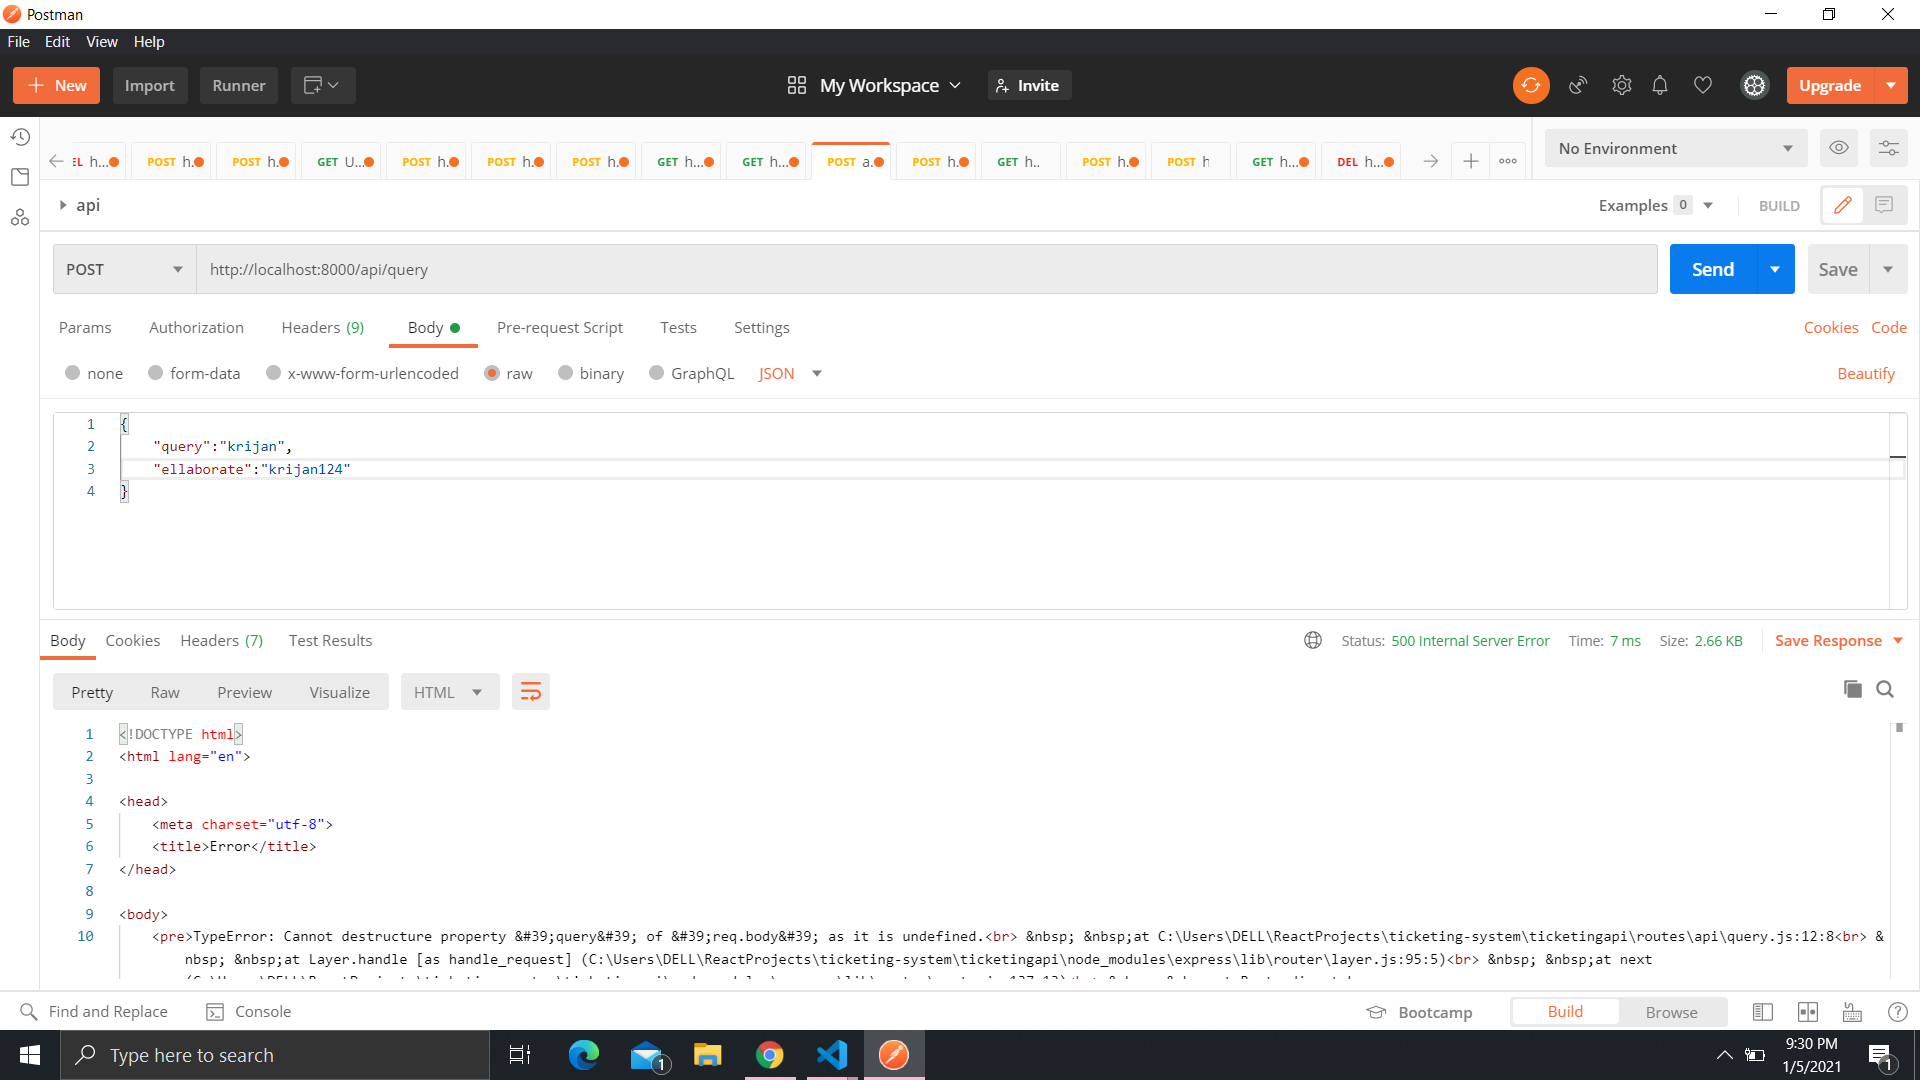 Postman
File Edit View Help
New Import Runner My Workspace Invite Upgrade
EL h... POST h. POST h. GET U... POST h. POST h. POST h. GET h... GET h... POST a. POST h. GET h.. POST h. POST h GET h... DEL h... No Environment
api Examples 0 BUILD
POST http://localhost:8000/api/query Send Save
Params Authorization Headers (9) Body Pre-request Script Tests Settings Cookies Code
none form-data x-www-form-urlencoded raw binary GraphQL JSON Beautify
1 {
2 "query":"krijan",
3 "ellaborate":"krijan124"
4 }
Body Cookies Headers (7) Test Results Status: 500 Internal Server Error Time: 7 ms Size: 2.66 KB Save Response
Pretty Raw Preview Visualize HTML
1 <!DOCTYPE html>
2 <html lang="en">
3
4 <head>
5 <meta charset="utf-8">
6 <title>Error</title>
7 </head>
8
9 <body>
10 <pre>TypeError: Cannot destructure property &#39;query&#39; of &#39;req.body&#39; as it is undefined.<br> &nbsp; &nbsp;at C:\Users\DELL\ReactProjects\ticketing-system\ticketingapi\routes\api\query.js:12:8<br> &
nbsp; &nbsp;at Layer.handle [as handle_request] (C:\Users\DELL\ReactProjects\ticketing-system\ticketingapi\node_modules\express\lib\router\layer.js:95:5)<br> &nbsp; &nbsp;at next
Find and Replace Console Bootcamp Build Browse
Type here to search 1 9:30 PM
1/5/2021 1